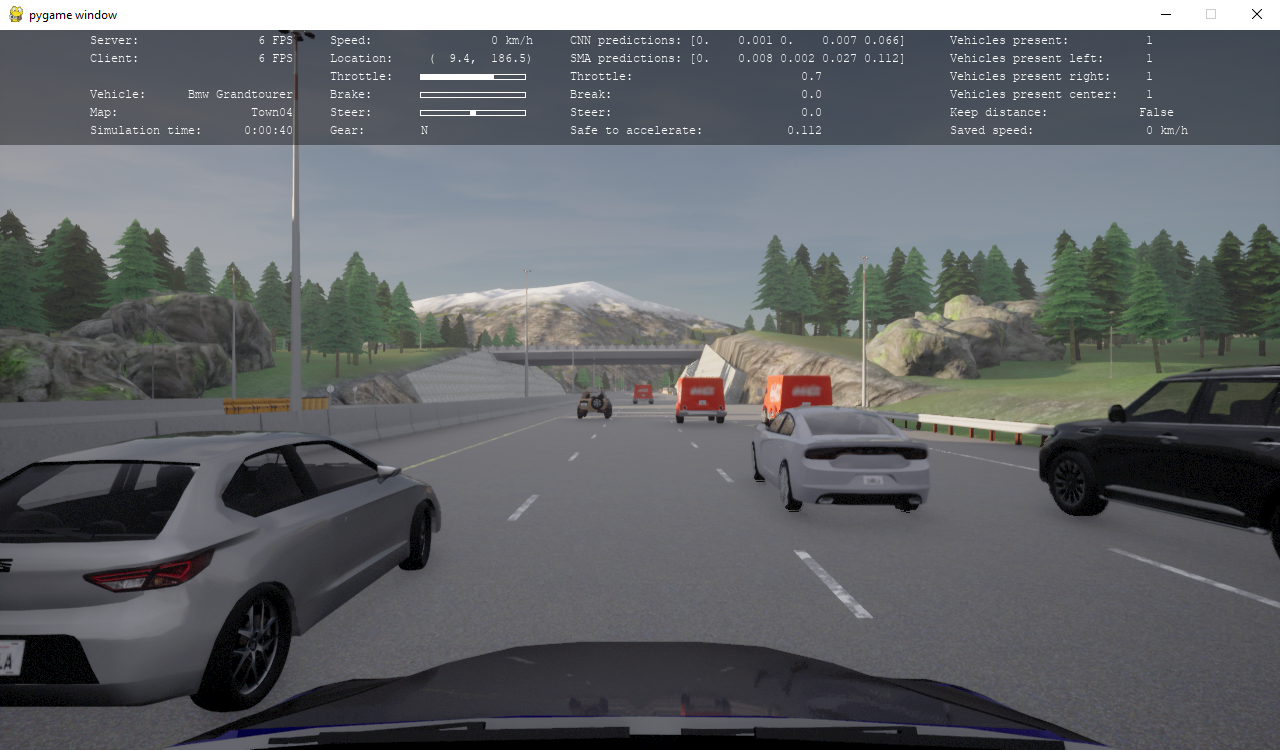 pygame window
Server: 6 FPS Speed: 0 km/h CNN predictions: [0. 0.001 0. 0.007 0.066] Vehicles present: 1
Client: 6 FPS Location: ( 9.4, 186.5) SMA predictions: [0. 0.008 0.002 0.027 0.112] Vehicles present left: 1
Throttle: Throttle: 0.7 Vehicles present right: 1
Vehicle: Bmw Grandtourer Brake: Break: 0.0 Vehicles present center: 1
Map: Town04 Steer: Steer: 0.0 Keep distance: False
Simulation time: 0:00:40 Gear: N Safe to accelerate: 0.112 Saved speed: 0 km/h